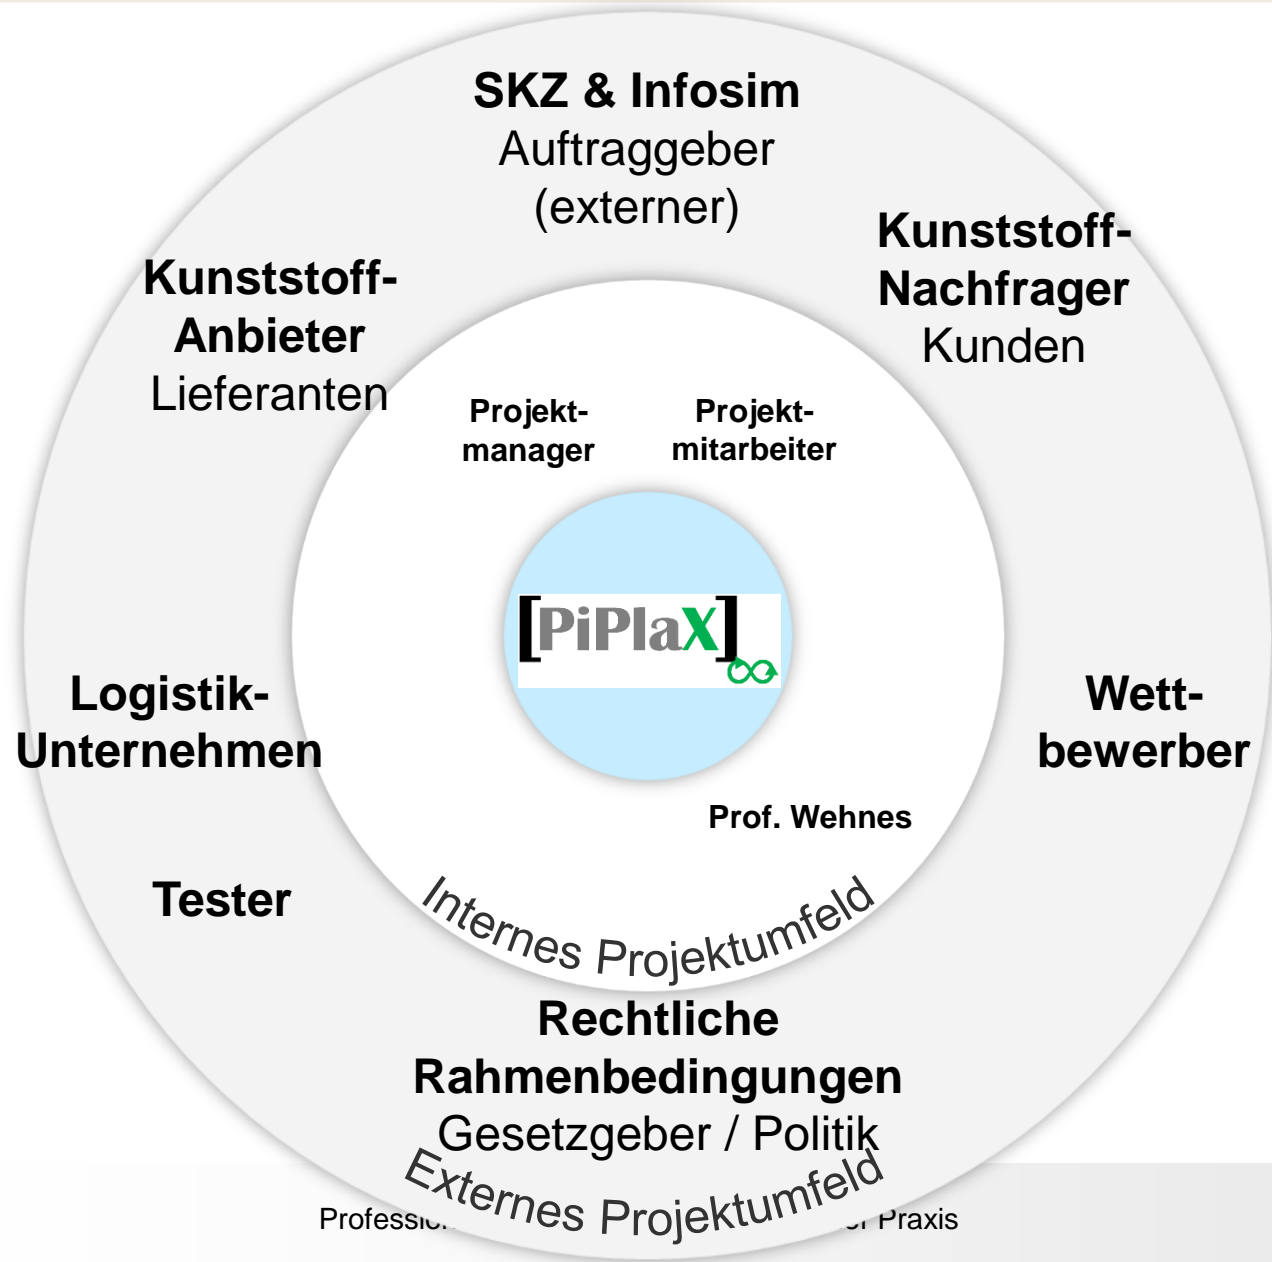 SKZ & Infosim
Auftraggeber
(externer)
Kunststoff-
Nachfrager
Kunden
Kunststoff-
Anbieter
Lieferanten
Projekt-
manager
Projekt-
mitarbeiter
[PiPlaX]
Logistik-
Unternehmen
Wett-
bewerber
Prof. Wehnes
Tester
Internes Projektumfeld
Rechtliche
Rahmenbedingungen
Gesetzgeber / Politik
Externes Projektumfeld
Praxis